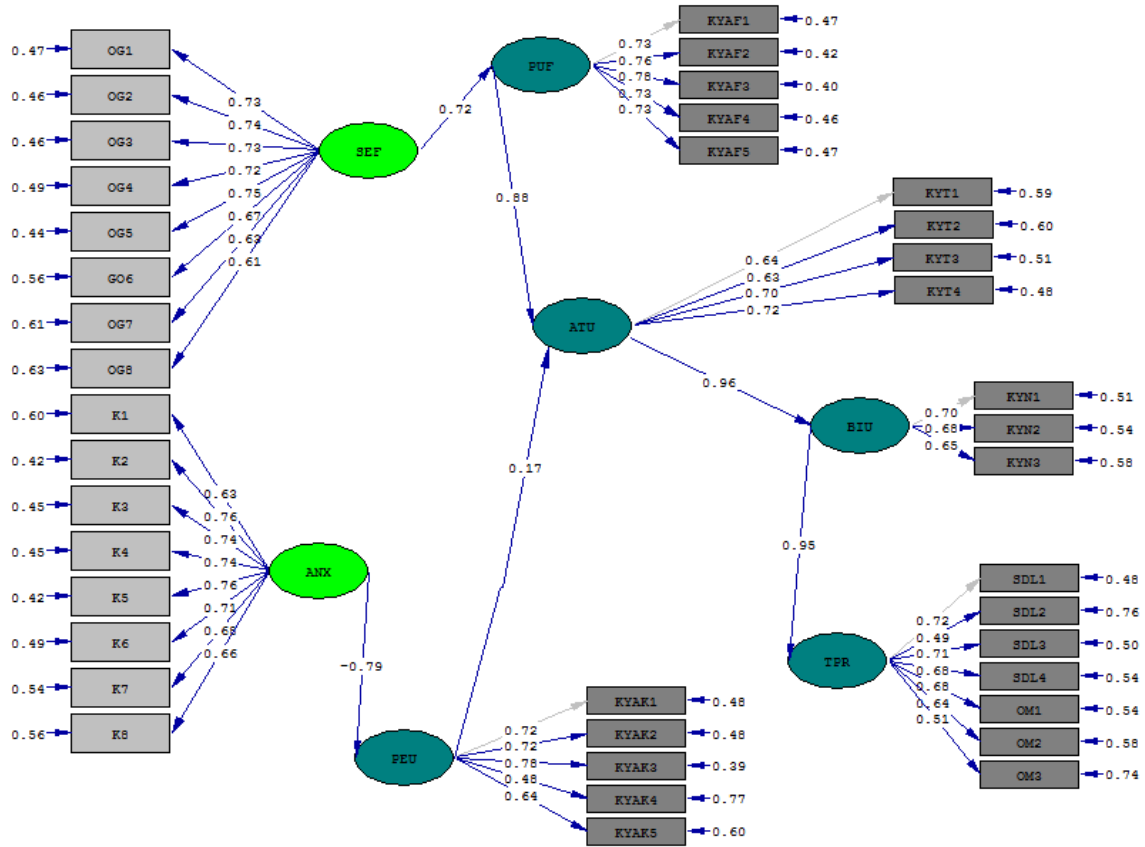 0.47 OG1
0.46 OG2
0.46 OG3
0.49 OG4
0.44 OG5
0.56 GO6
0.61 OG7
0.63 OG8
0.60 K1
0.42 K2
0.45 K3
0.45 K4
0.42 K5
0.49 K6
0.54 K7
0.56 K8
0.73
0.74
0.73
0.72
0.75
0.67
0.63
0.61
SEF
0.63
0.76
0.74
0.74
0.76
0.71
0.68
0.66
ANX
0.72
-0.79
PUF
0.73
0.76
0.78
0.73
0.73
KYAF1 0.47
KYAF2 0.42
KYAF3 0.40
KYAF4 0.46
KYAF5 0.47
0.88
0.17
ATU
0.64
0.63
0.70
0.72
KYT1 0.59
KYT2 0.60
KYT3 0.51
KYT4 0.48
0.96
BIU
0.70
0.68
0.65
KYN1 0.51
KYN2 0.54
KYN3 0.58
0.95
TPR
0.72
0.49
0.71
0.68
0.68
0.64
0.51
SDL1 0.48
SDL2 0.76
SDL3 0.50
SDL4 0.54
OM1 0.54
OM2 0.58
OM3 0.74
PEU
0.72
0.72
0.78
0.48
0.64
KYAK1 0.48
KYAK2 0.48
KYAK3 0.39
KYAK4 0.77
KYAK5 0.60